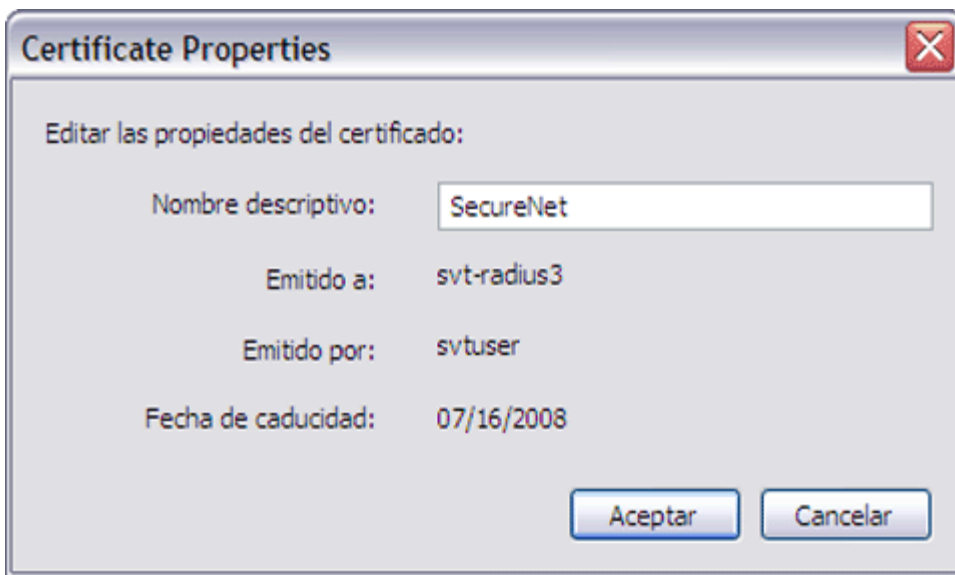 Certificate Properties
Editar las propiedades del certificado:
Nombre descriptivo: SecureNet
Emitido a: svt-radius3
Emitido por: svtuser
Fecha de caducidad: 07/16/2008
Aceptar Cancelar